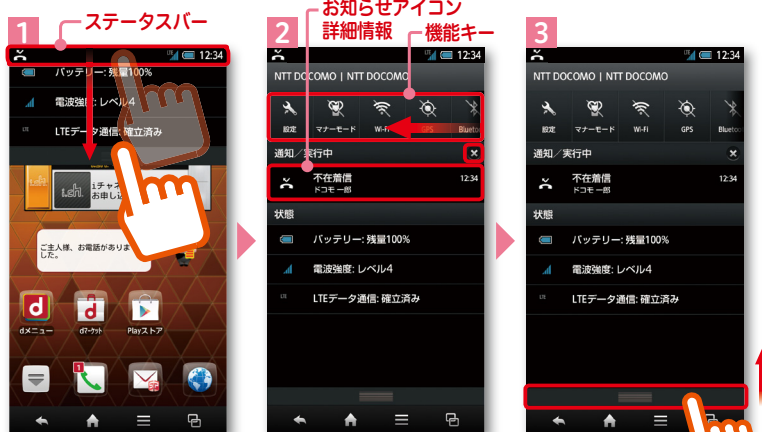 1
ステータスバー
12:34
バッテリー: 残量100%
電波強度: レベル4
LTE
LTEデータ通信: 確立済み
i.ch.
iチャネ
お申し込
ご主人様、お電話がありま
した。
d
d
dメニュー
dマーケット
Playストア
1
2
お知らせアイコン
詳細情報
機能キー
LTE
12:34
NTT DOCOMO | NTT DOCOMO
設定
マナーモード
Wi-Fi
GPS
Bluetoo
通知／実行中
不在着信
12:34
ドコモ 一郎
状態
バッテリー: 残量100%
電波強度: レベル4
LTE
LTEデータ通信: 確立済み
3
LTE
12:34
NTT DOCOMO | NTT DOCOMO
設定
マナーモード
Wi-Fi
GPS
Bluetoo
通知／実行中
不在着信
12:34
ドコモ 一郎
状態
バッテリー: 残量100%
電波強度: レベル4
LTE
LTEデータ通信: 確立済み